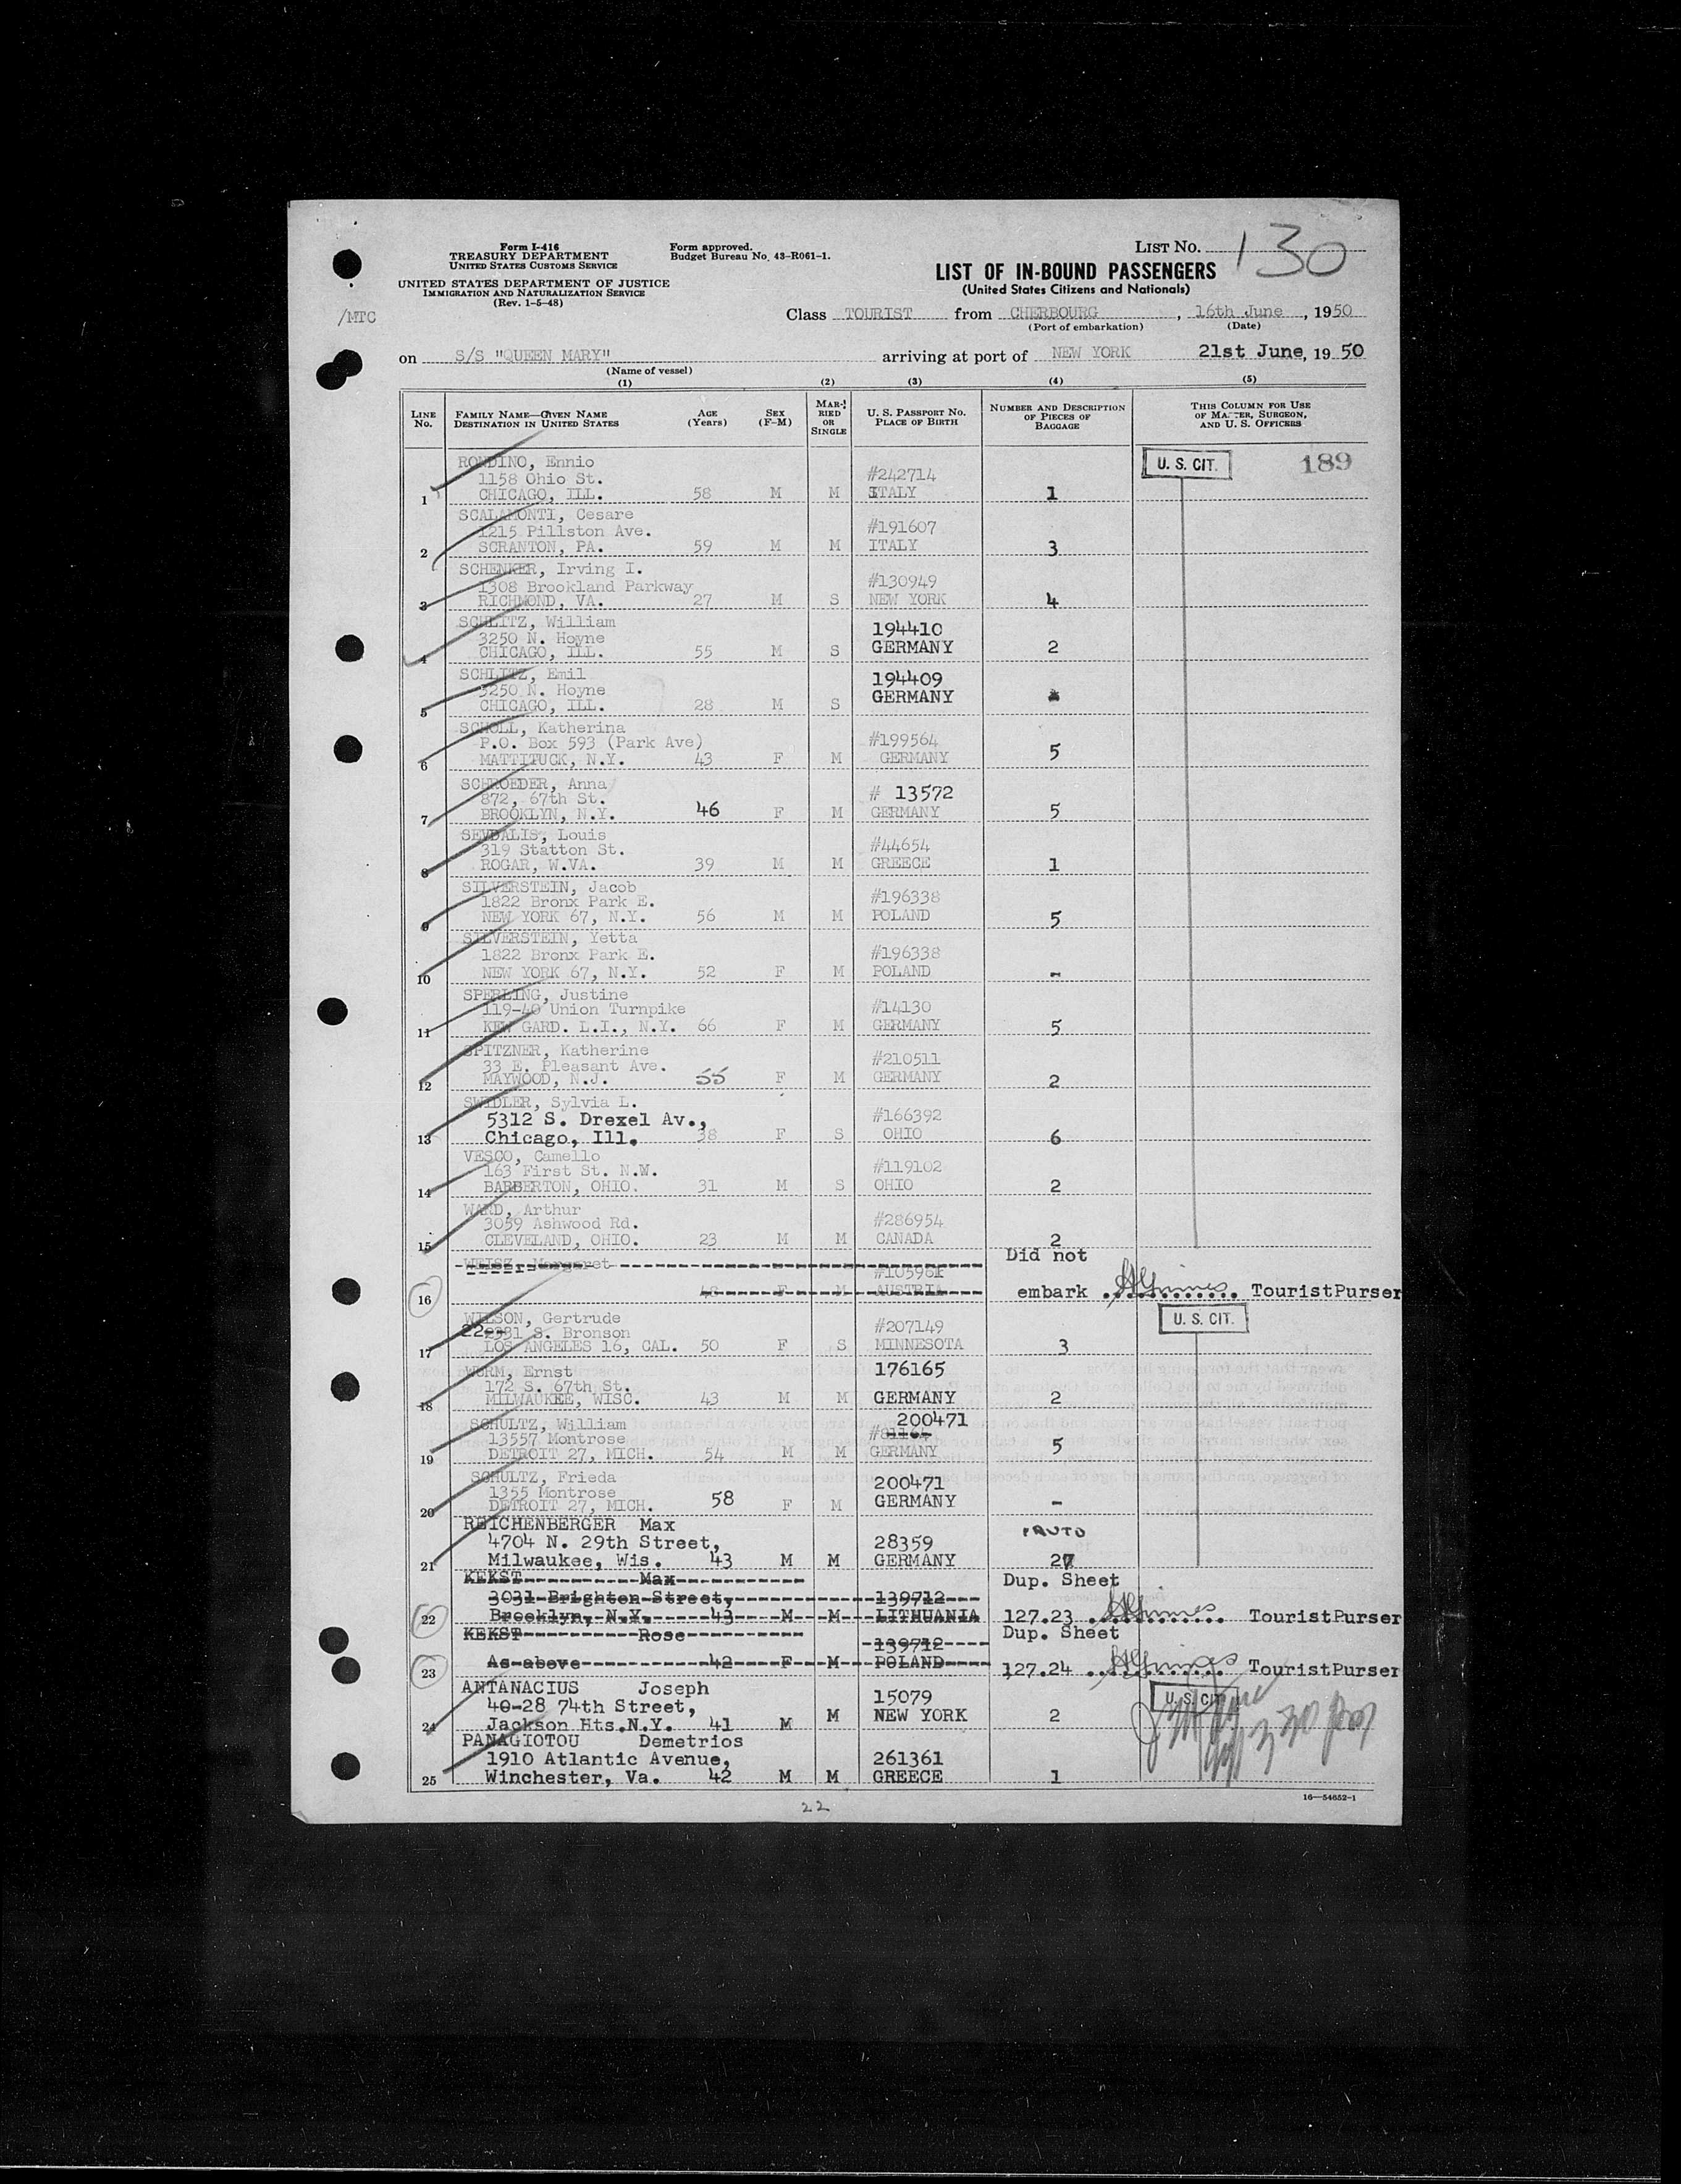 Form I-416
TREASURY DEPARTMENT
UNITED STATES CUSTOMS SERVICE
UNITED STATES DEPARTMENT OF JUSTICE
IMMIGRATION AND NATURALIZATION SERVICE
(Rev. 1-5-48)
Form approved.
Budget Bureau No. 43-R061-1.
LIST NO. 130
LIST OF IN-BOUND PASSENGERS
(United States Citizens and Nationals)
/MTC
Class TOURIST from CHERBOURG, 16th June, 1950
(Port of embarkation) (Date)
on S/S "QUEEN MARY" arriving at port of NEW YORK 21st June, 1950
(Name of vessel)
(1) (2) (3) (4) (5)
LINE No. FAMILY NAME—GIVEN NAME DESTINATION IN UNITED STATES AGE (Years) SEX (F-M) MARRIED OR SINGLE U. S. PASSPORT NO. PLACE OF BIRTH NUMBER AND DESCRIPTION OF PIECES OF BAGGAGE THIS COLUMN FOR USE OF MASTER, SURGEON, AND U. S. OFFICERS
U. S. CIT. 189
RONDINO, Ennio
1158 Ohio St. #242714
1 CHICAGO, ILL. 58 M M ITALY 1
SCALAMONTI, Cesare
1215 Pillston Ave. #191607
2 SCRANTON, PA. 59 M M ITALY 3
SCHENKER, Irving I.
1308 Brookland Parkway #130949
3 RICHMOND, VA. 27 M S NEW YORK 4
SCHLITZ, William
3250 N. Hoyne 194410
4 CHICAGO, ILL. 55 M S GERMANY 2
SCHLITZ, Emil
3250 N. Hoyne 194409
5 CHICAGO, ILL. 28 M S GERMANY
SCHOLL, Katherina
P.O. Box 593 (Park Ave) #199564
6 MATTITUCK, N.Y. 43 F M GERMANY 5
SCHROEDER, Anna
872, 67th St. # 13572
7 BROOKLYN, N.Y. 46 F M GERMANY 5
SEVDALIS, Louis
319 Statton St. #44654
8 ROGAR, W.VA. 39 M M GREECE 1
SILVERSTEIN, Jacob
1822 Bronx Park E. #196338
9 NEW YORK 67, N.Y. 56 M M POLAND 5
SILVERSTEIN, Yetta
1822 Bronx Park E. #196338
10 NEW YORK 67, N.Y. 52 F M POLAND -
SPERLING, Justine
119-40 Union Turnpike #14130
11 KEW GARD. L.I., N.Y. 66 F M GERMANY 5
SPITZNER, Katherine
33 E. Pleasant Ave. #210511
12 MAYWOOD, N.J. 55 F M GERMANY 2
SWIDLER, Sylvia L.
5312 S. Drexel Av., #166392
13 Chicago, Ill. 38 F S OHIO 6
VESCO, Camello
163 First St. N.W. #119102
14 BARBERTON, OHIO. 31 M S OHIO 2
WARD, Arthur
3059 Ashwood Rd. #286954
15 CLEVELAND, OHIO. 23 M M CANADA 2
WEISZ, Margaret Did not
16 F M AUSTRIA embark TouristPurser
U. S. CIT.
WILSON, Gertrude
S. Bronson #207149
17 LOS ANGELES 16, CAL. 50 F S MINNESOTA 3
WURM, Ernst 176165
172 S. 67th St.
18 MILWAUKEE, WISC. 43 M M GERMANY 2
SCHULTZ, William 200471
13557 Montrose #81164
19 DETROIT 27, MICH. 54 M M GERMANY 5
SCHULTZ, Frieda
1355 Montrose 200471
20 DETROIT 27, MICH. 58 F M GERMANY -
REICHENBERGER Max 1 AUTO
4704 N. 29th Street, 28359
21 Milwaukee, Wis. 43 M M GERMANY 2
KEKST Max Dup. Sheet
3031 Brighton Street, 139712
22 Brooklyn, N.Y. 43 M M LITHUANIA 127.23 TouristPurser
KEKST Rose Dup. Sheet
139712
23 As above 42 F M POLAND 127.24 TouristPurser
ANTANACIUS Joseph U. S. CIT.
40-28 74th Street, 15079
24 Jackson Hts.N.Y. 41 M M NEW YORK 2
PANAGIOTOU Demetrios
1910 Atlantic Avenue, 261361
25 Winchester, Va. 42 M M GREECE 1
16—54652-1
22